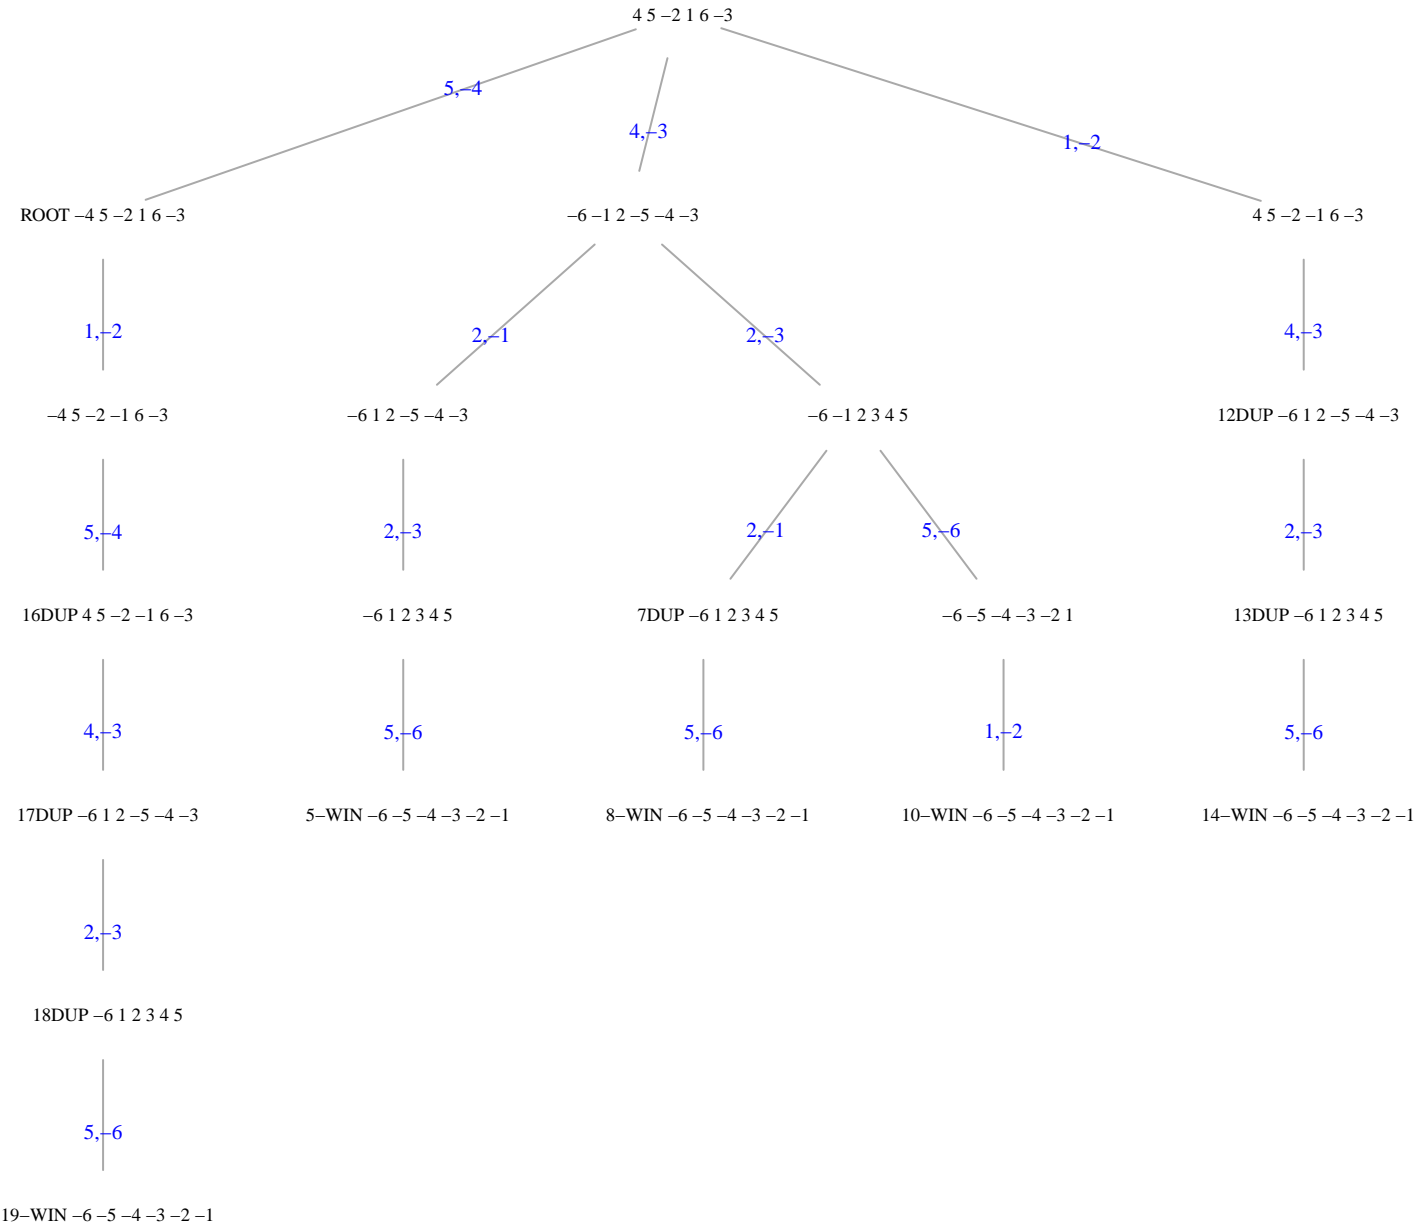 4 5 –2 1 6 –3
5,–4
4,–3
1,–2
ROOT –4 5 –2 1 6 –3
–6 –1 2 –5 –4 –3
4 5 –2 –1 6 –3
1,–2
2,–1
2,–3
4,–3
–4 5 –2 –1 6 –3
–6 1 2 –5 –4 –3
–6 –1 2 3 4 5
12DUP –6 1 2 –5 –4 –3
5,–4
2,–3
2,–1
5,–6
2,–3
16DUP 4 5 –2 –1 6 –3
–6 1 2 3 4 5
7DUP –6 1 2 3 4 5
–6 –5 –4 –3 –2 1
13DUP –6 1 2 3 4 5
4,–3
5,–6
5,–6
1,–2
5,–6
17DUP –6 1 2 –5 –4 –3
5–WIN –6 –5 –4 –3 –2 –1
8–WIN –6 –5 –4 –3 –2 –1
10–WIN –6 –5 –4 –3 –2 –1
14–WIN –6 –5 –4 –3 –2 –1
2,–3
18DUP –6 1 2 3 4 5
5,–6
19–WIN –6 –5 –4 –3 –2 –1